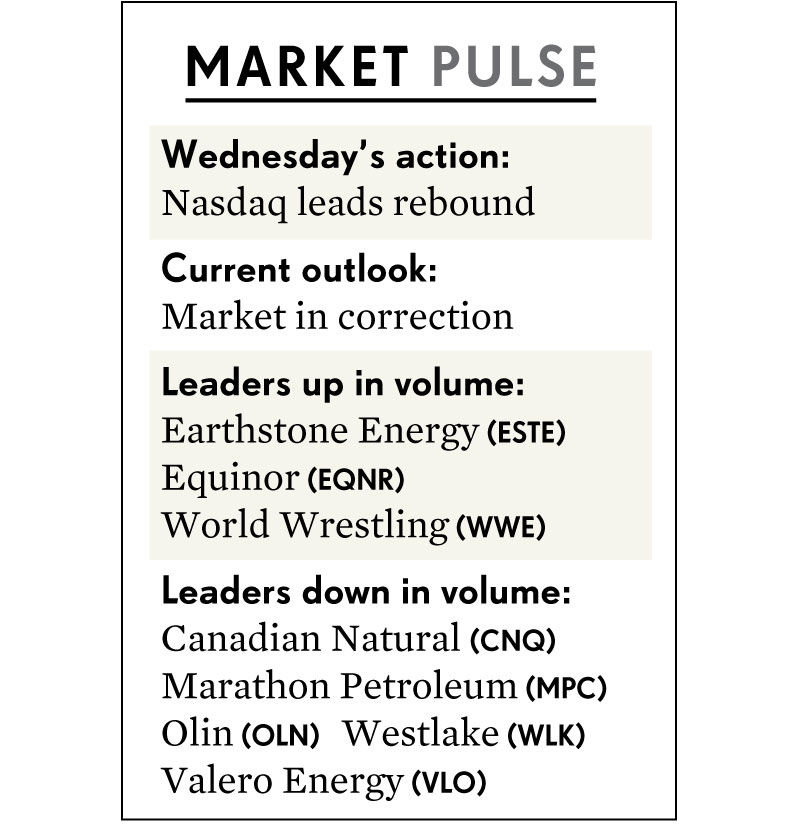 MARKET PULSE
Wednesday’s action:
Nasdaq leads rebound
Current outlook:
Market in correction
Leaders up in volume:
Earthstone Energy (ESTE)
Equinor (EQNR)
World Wrestling (WWE)
Leaders down in volume:
Canadian Natural (CNQ)
Marathon Petroleum (MPC)
Olin (OLN) Westlake (WLK)
Valero Energy (VLO)